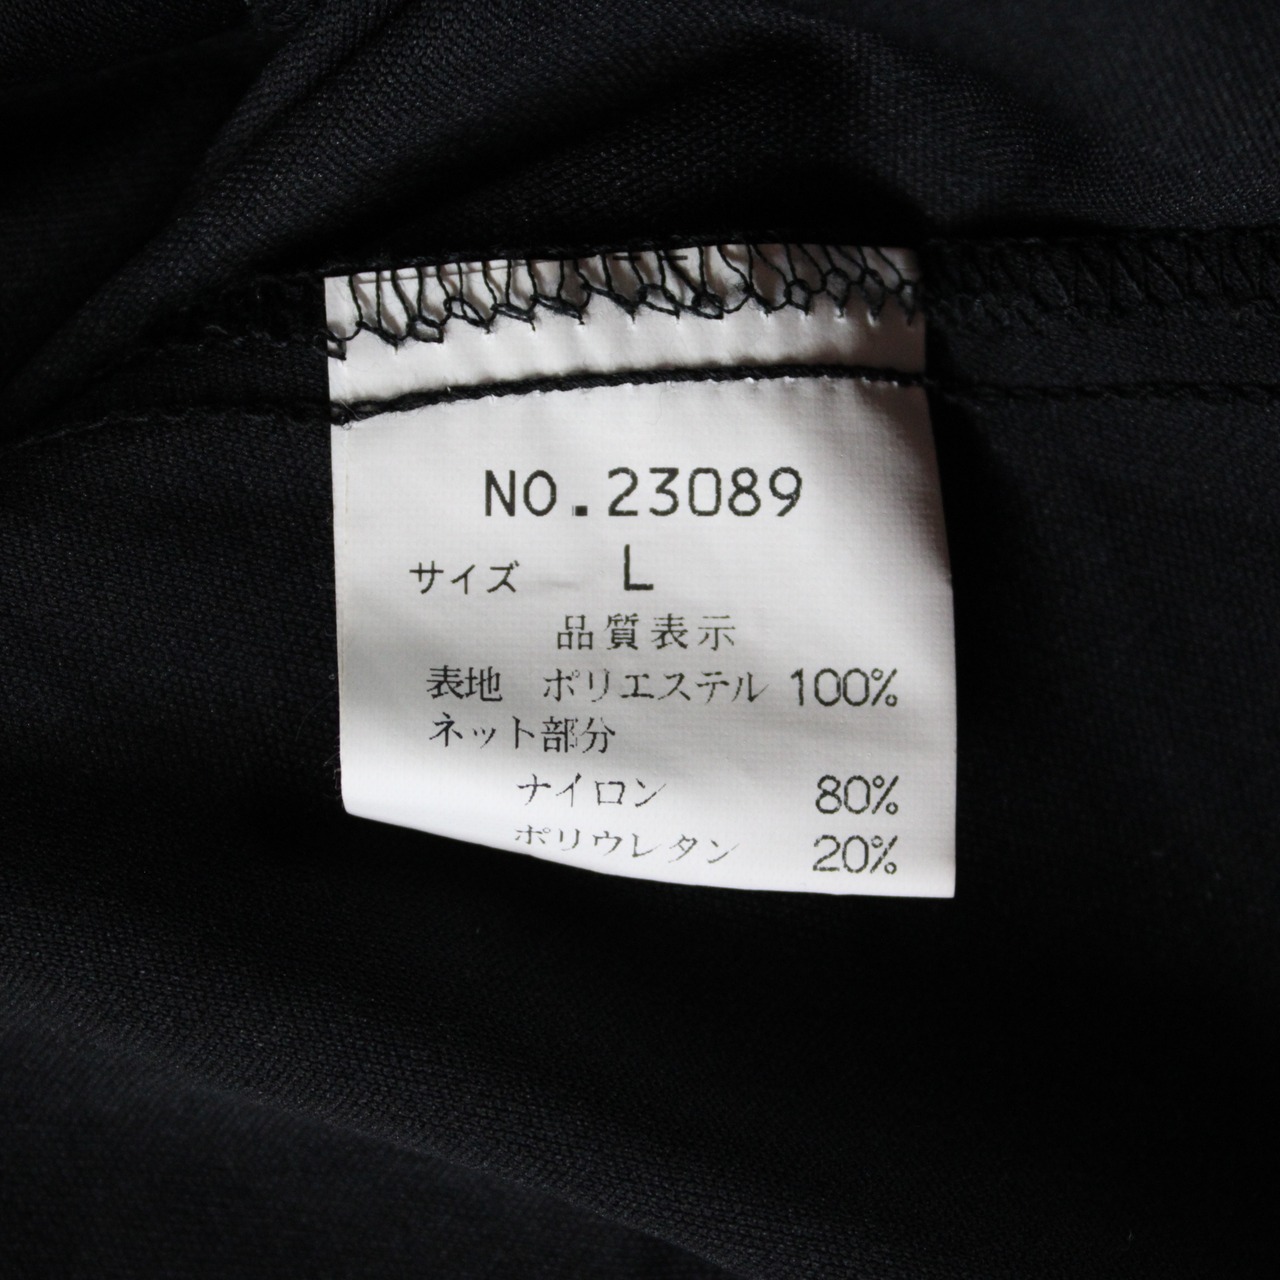 NO.23089
サイズ L
品質表示
表地 ポリエステル 100%
ネット部分
ナイロン 80%
ポリウレタン 20%